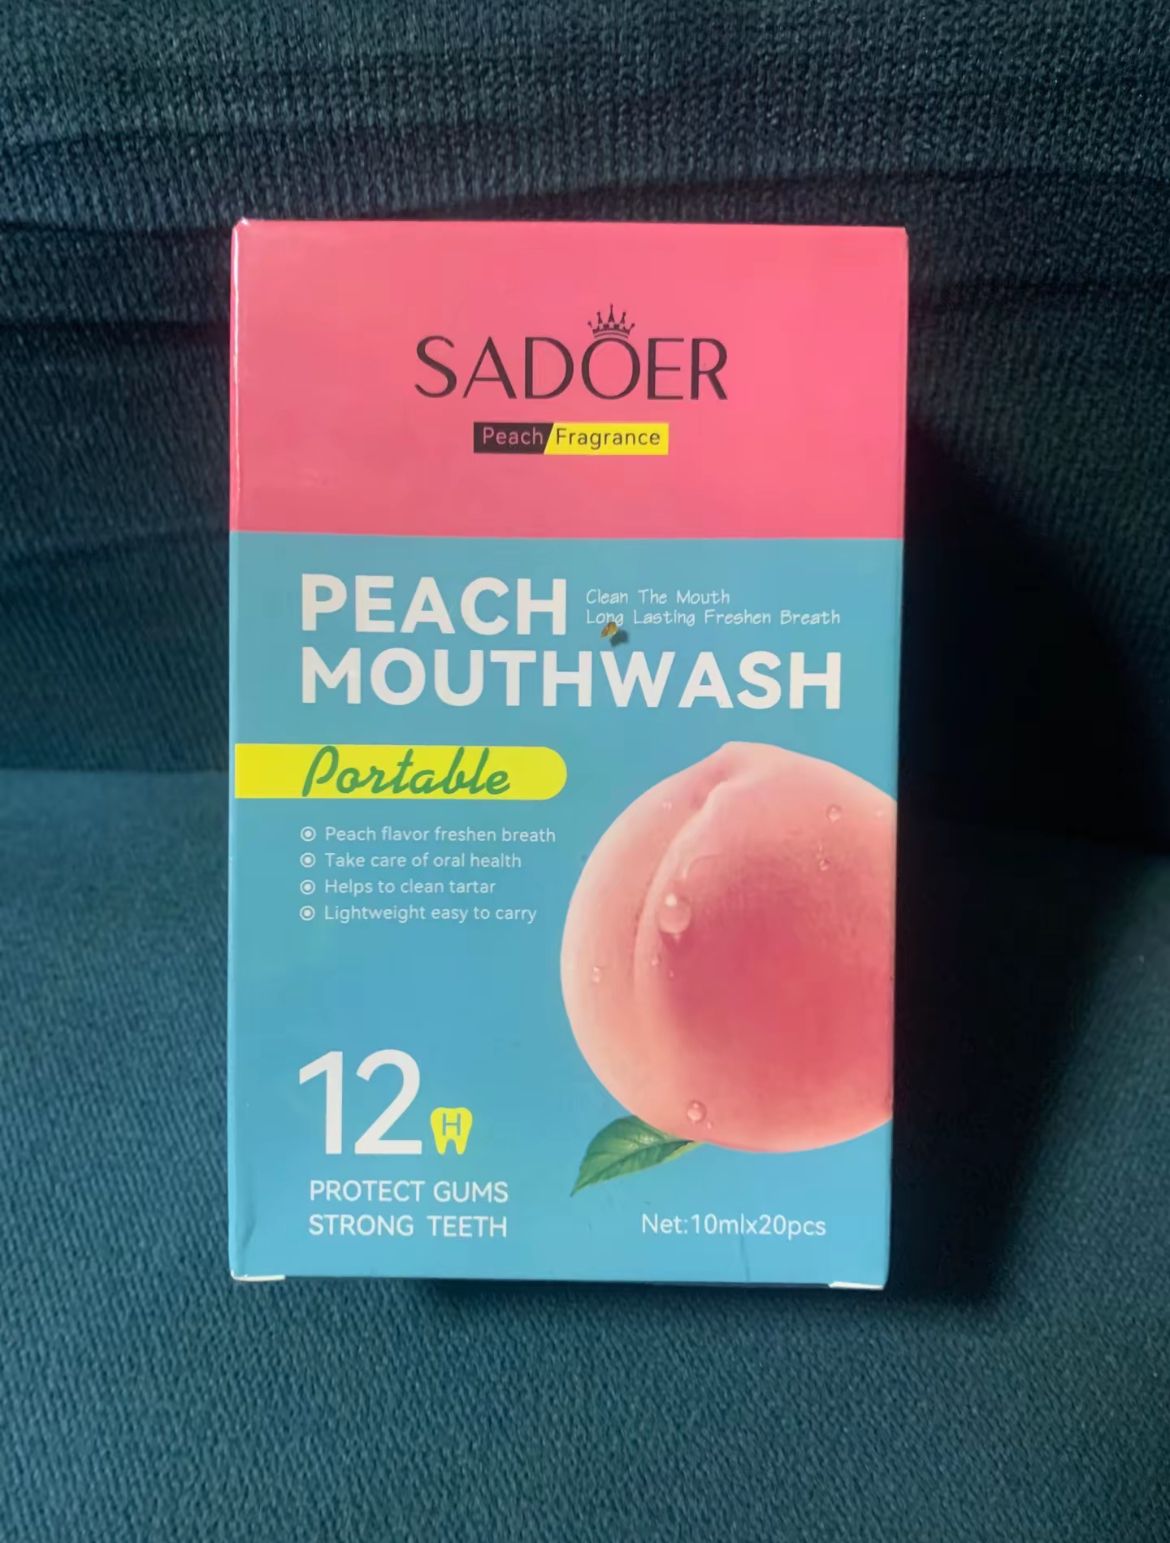 SADOER
Peach Fragrance
PEACH
Clean The Mouth
Long Lasting Freshen Breath
MOUTHWASH
Portable
Peach flavor freshen breath
Take care of oral health
Helps to clean tartar
Lightweight easy to carry
12H
PROTECT GUMS
STRONG TEETH
Net:10mlx20pcs